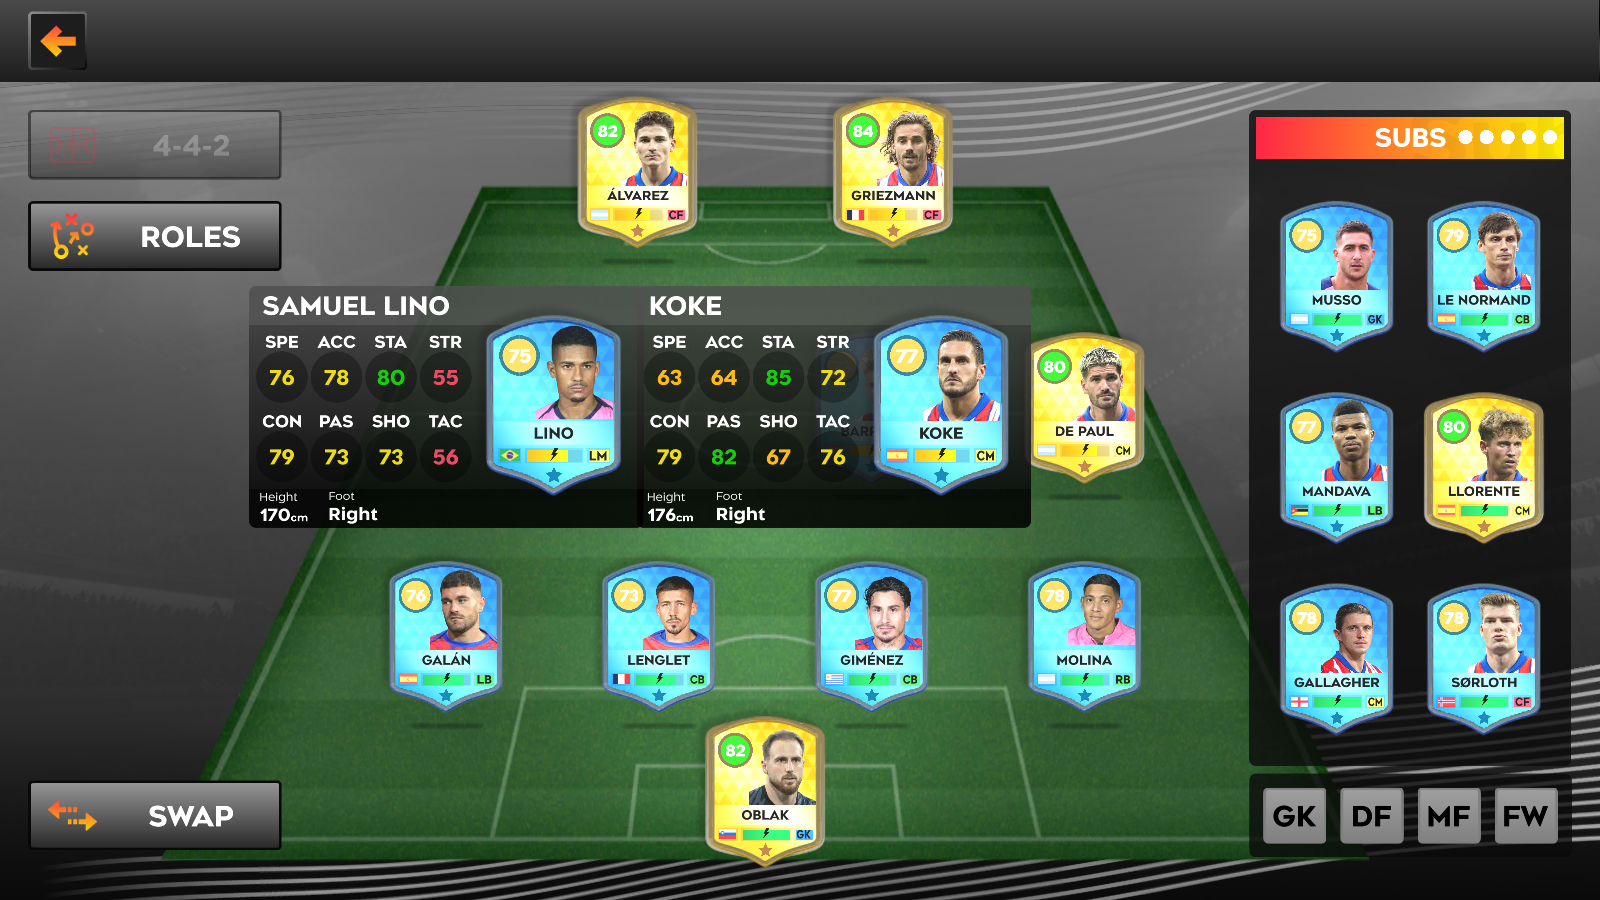 4-4-2
ROLES
82
ÁLVAREZ
CF
84
GRIEZMANN
CF
SUBS
SAMUEL LINO
SPE ACC STA STR
76 78 80 55
CON PAS SHO TAC
79 73 73 56
Height Foot
170cm Right
75
LINO
LM
KOKE
SPE ACC STA STR
63 64 85 72
CON PAS SHO TAC
79 82 67 76
Height Foot
176cm Right
77
KOKE
CM
80
DE PAUL
CM
76
GALÁN
LB
73
LENGLET
CB
77
GIMÉNEZ
CB
78
MOLINA
RB
82
OBLAK
GK
75
MUSSO
GK
79
LE NORMAND
CB
77
MANDAVA
LB
80
LLORENTE
CM
78
GALLAGHER
CM
78
SØRLOTH
CF
SWAP
GK DF MF FW